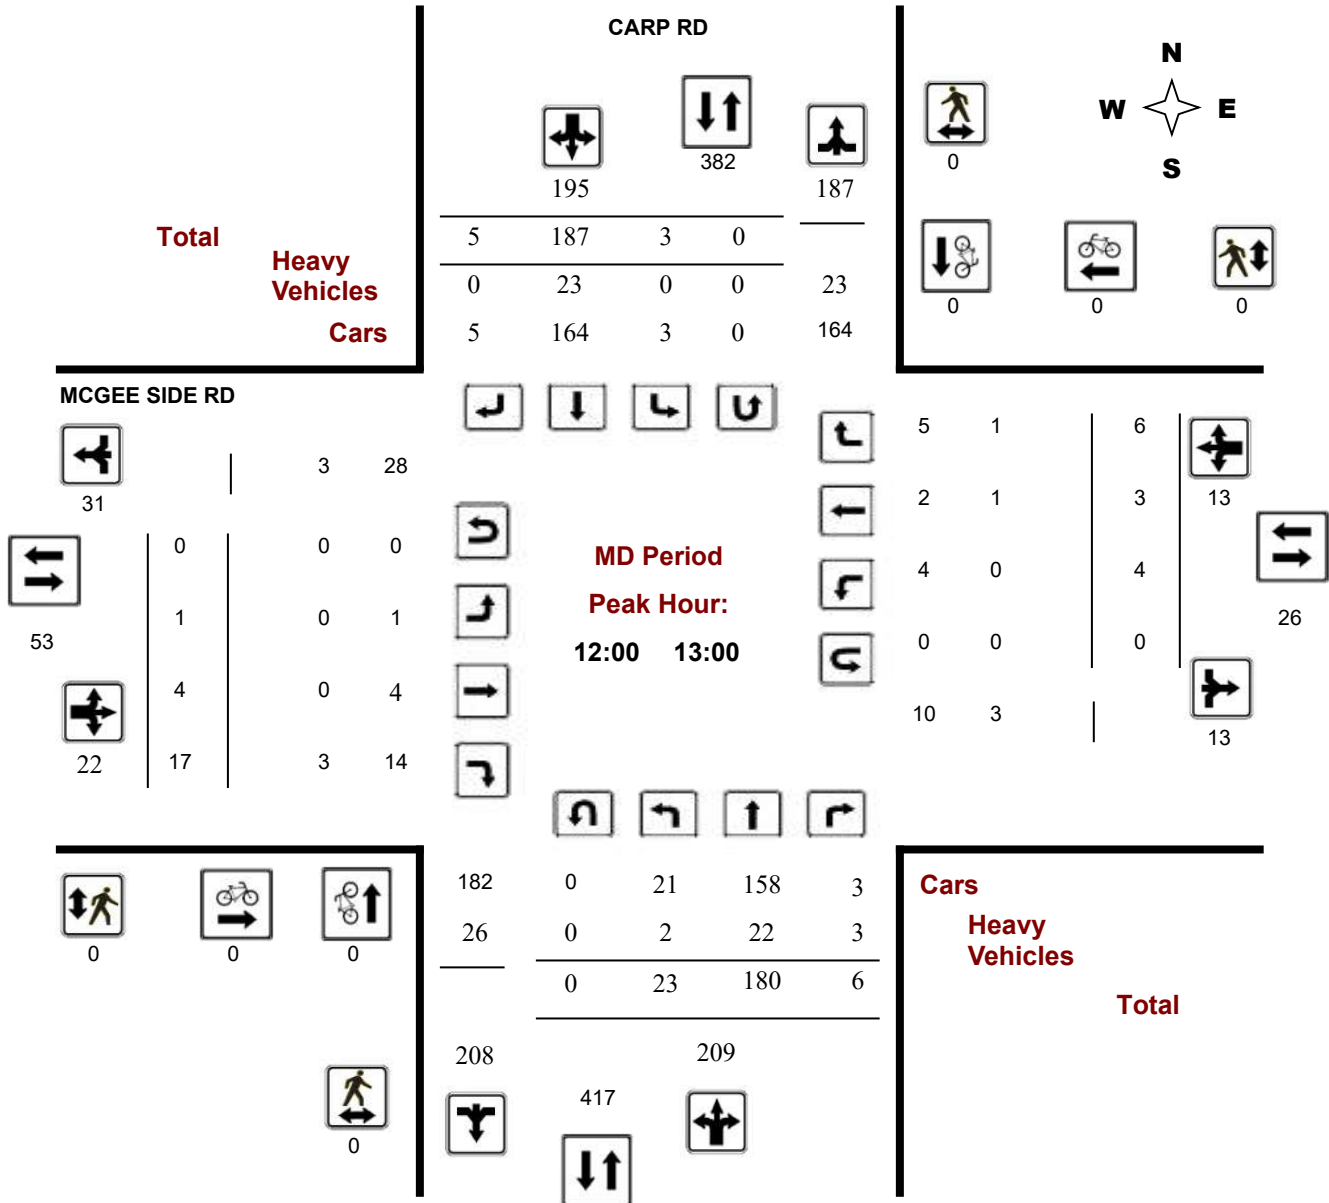 CARP RD
N
W E
S
382
0
195
187
Total
5 187 3 0
Heavy
Vehicles
0 23 0 0 23
0 0 0
Cars
5 164 3 0 164
MCGEE SIDE RD
5 1 6
3 28
31
2 1 3 13
0 0 0
MD Period
4 0 4
Peak Hour:
1 0 1
26
53
12:00 13:00
0 0 0
4 0 4
10 3
13
22 17 3 14
182 0 21 158 3
Cars
26 0 2 22 3
Heavy
Vehicles
0 0 0
0 23 180 6
Total
208 209
417
0